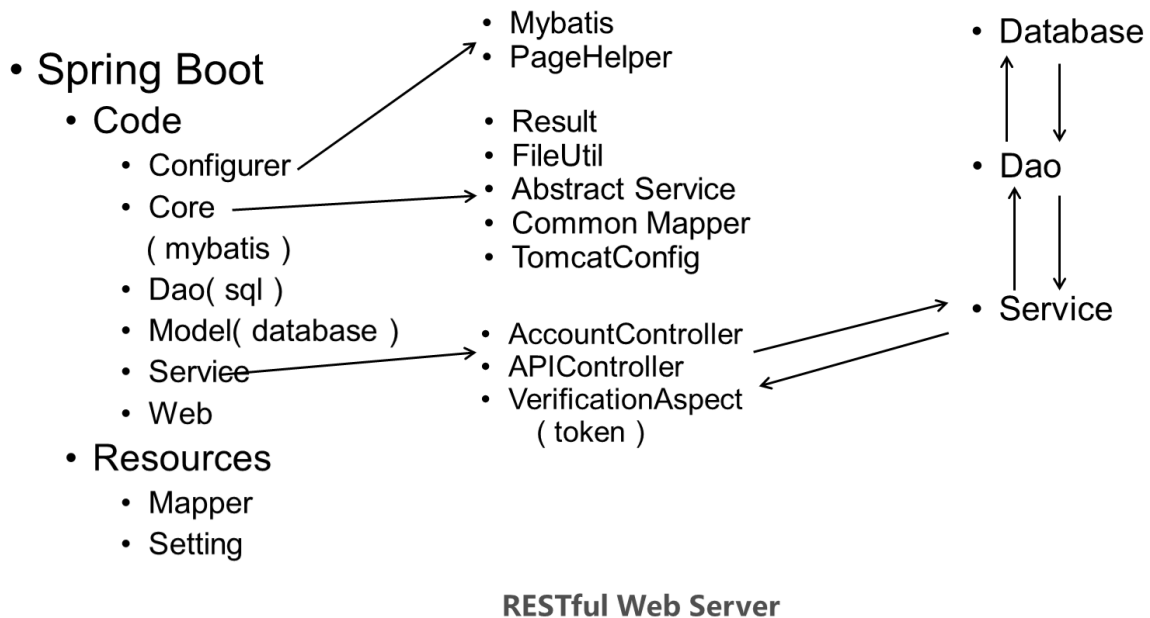 • Spring Boot
• Code
• Configurer
• Core
( mybatis )
• Dao( sql )
• Model( database )
• Service
• Web
• Resources
• Mapper
• Setting
• Mybatis
• PageHelper
• Result
• FileUtil
• Abstract Service
• Common Mapper
• TomcatConfig
• AccountController
• APIController
• VerificationAspect
( token )
• Database
• Dao
• Service
RESTful Web Server